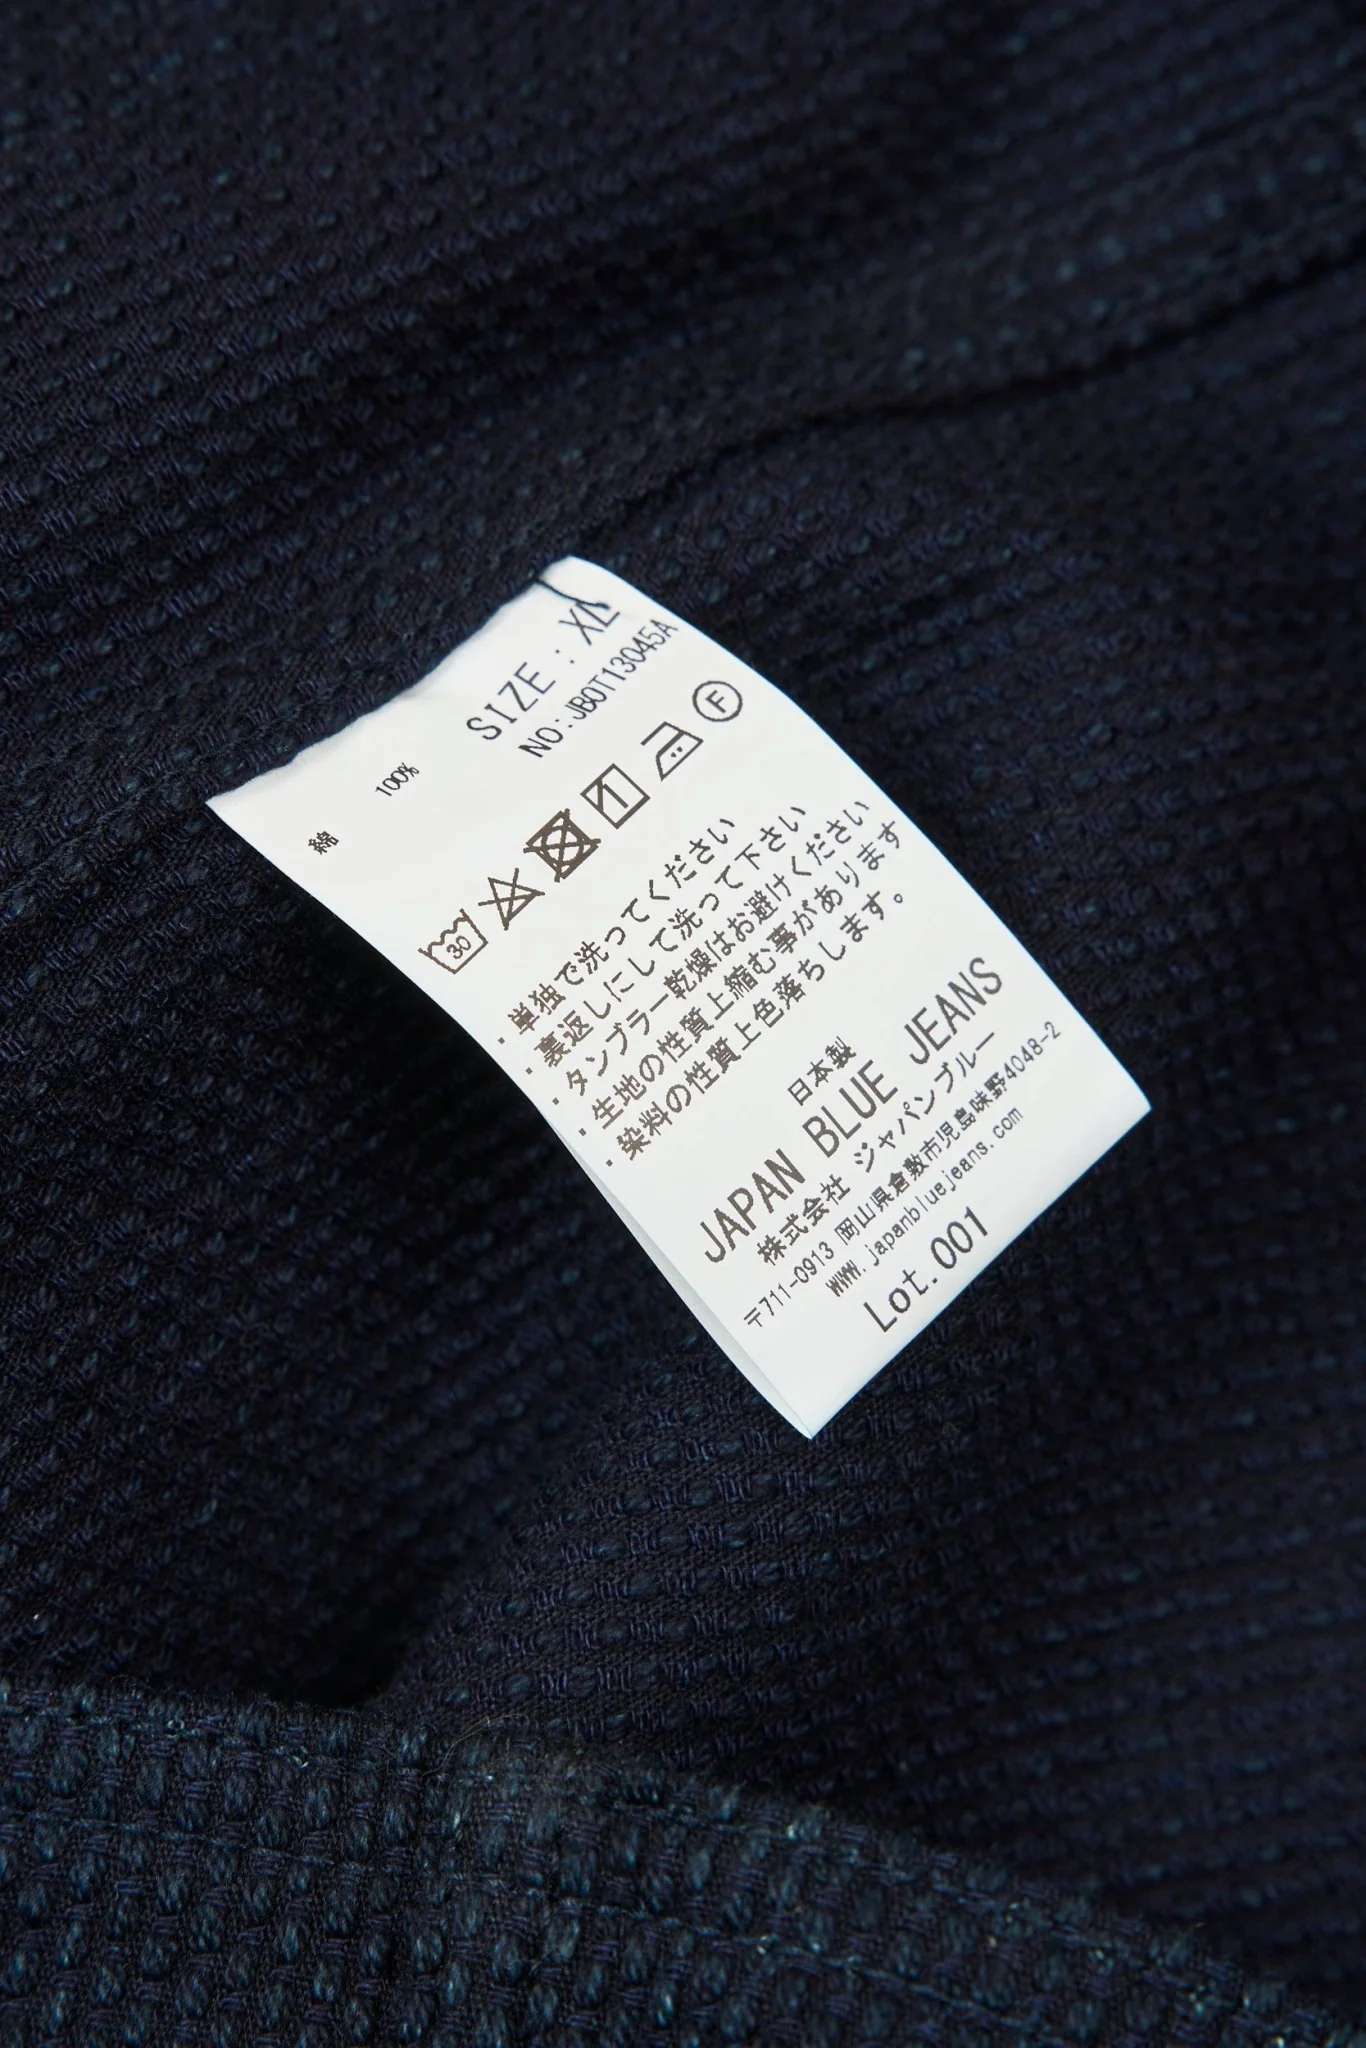 SIZE : XL
NO:JBOT13045A
綿 100%
30
1
F
・単独で洗ってください
・裏返しにして洗って下さい
・タンブラー乾燥はお避けください
・生地の性質上縮む事があります
・染料の性質上色落ちします。
日本製
JAPAN BLUE JEANS
株式会社 ジャパンブルー
〒711-0913 岡山県倉敷市児島味野4048-2
WWW.japanbluejeans.com
Lot.001